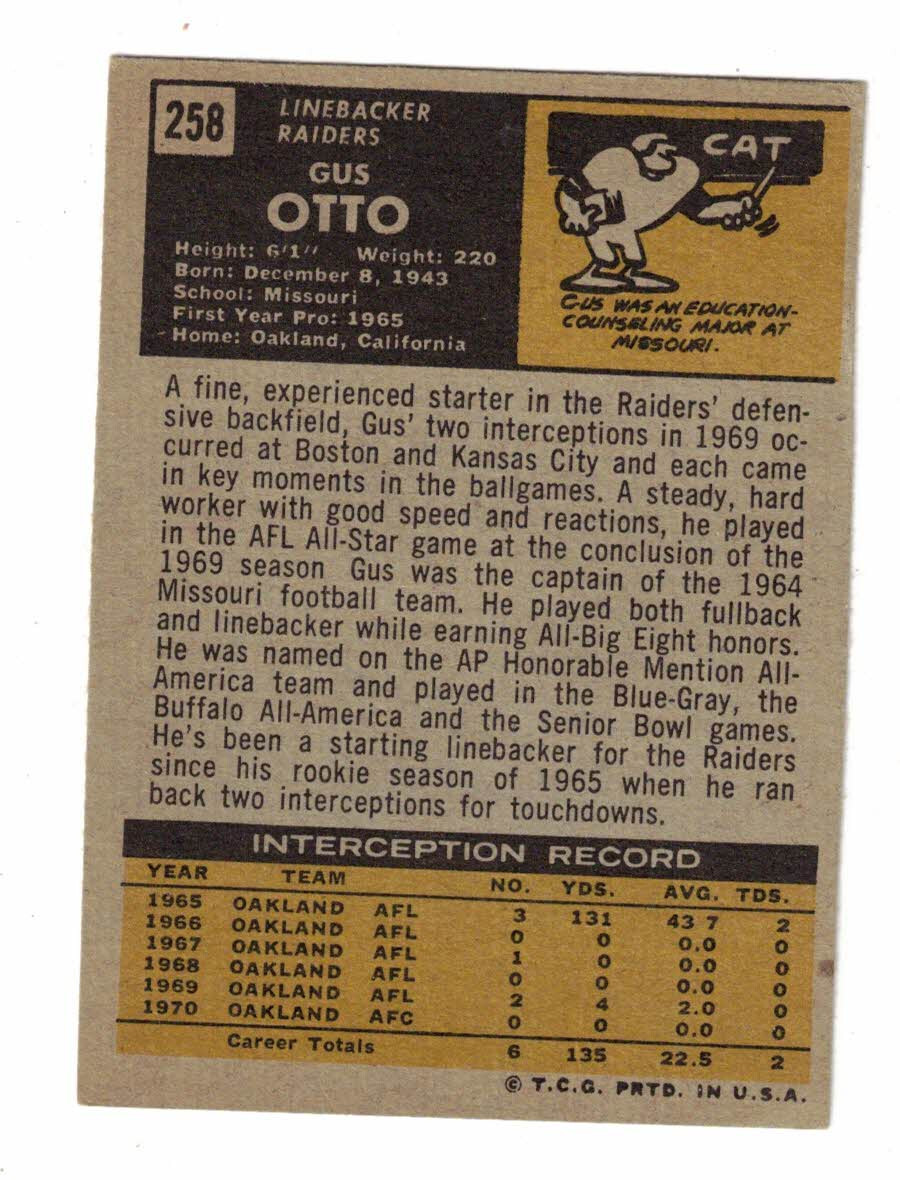 258
LINEBACKER
RAIDERS
GUS
OTTO
Height: 6'1" Weight: 220
Born: December 8, 1943
School: Missouri
First Year Pro: 1965
Home: Oakland, California
CAT
GUS WAS AN EDUCATION-
COUNSELING MAJOR AT
MISSOURI.
A fine, experienced starter in the Raiders' defen-
sive backfield, Gus' two interceptions in 1969 oc-
curred at Boston and Kansas City and each came
in key moments in the ballgames. A steady, hard
worker with good speed and reactions, he played
in the AFL All-Star game at the conclusion of the
1969 season Gus was the captain of the 1964
Missouri football team. He played both fullback
and linebacker while earning All-Big Eight honors.
He was named on the AP Honorable Mention All-
America team and played in the Blue-Gray, the
Buffalo All-America and the Senior Bowl games.
He's been a starting linebacker for the Raiders
since his rookie season of 1965 when he ran
back two interceptions for touchdowns.
INTERCEPTION RECORD
YEAR TEAM NO. YDS. AVG. TDS.
1965 OAKLAND AFL 3 131 43 7 2
1966 OAKLAND AFL 0 0 0.0 0
1967 OAKLAND AFL 1 0 0.0 0
1968 OAKLAND AFL 0 0 0.0 0
1969 OAKLAND AFL 2 4 2.0 0
1970 OAKLAND AFC 0 0 0.0 0
Career Totals 6 135 22.5 2
© T.C.G. PRTD. IN U.S.A.